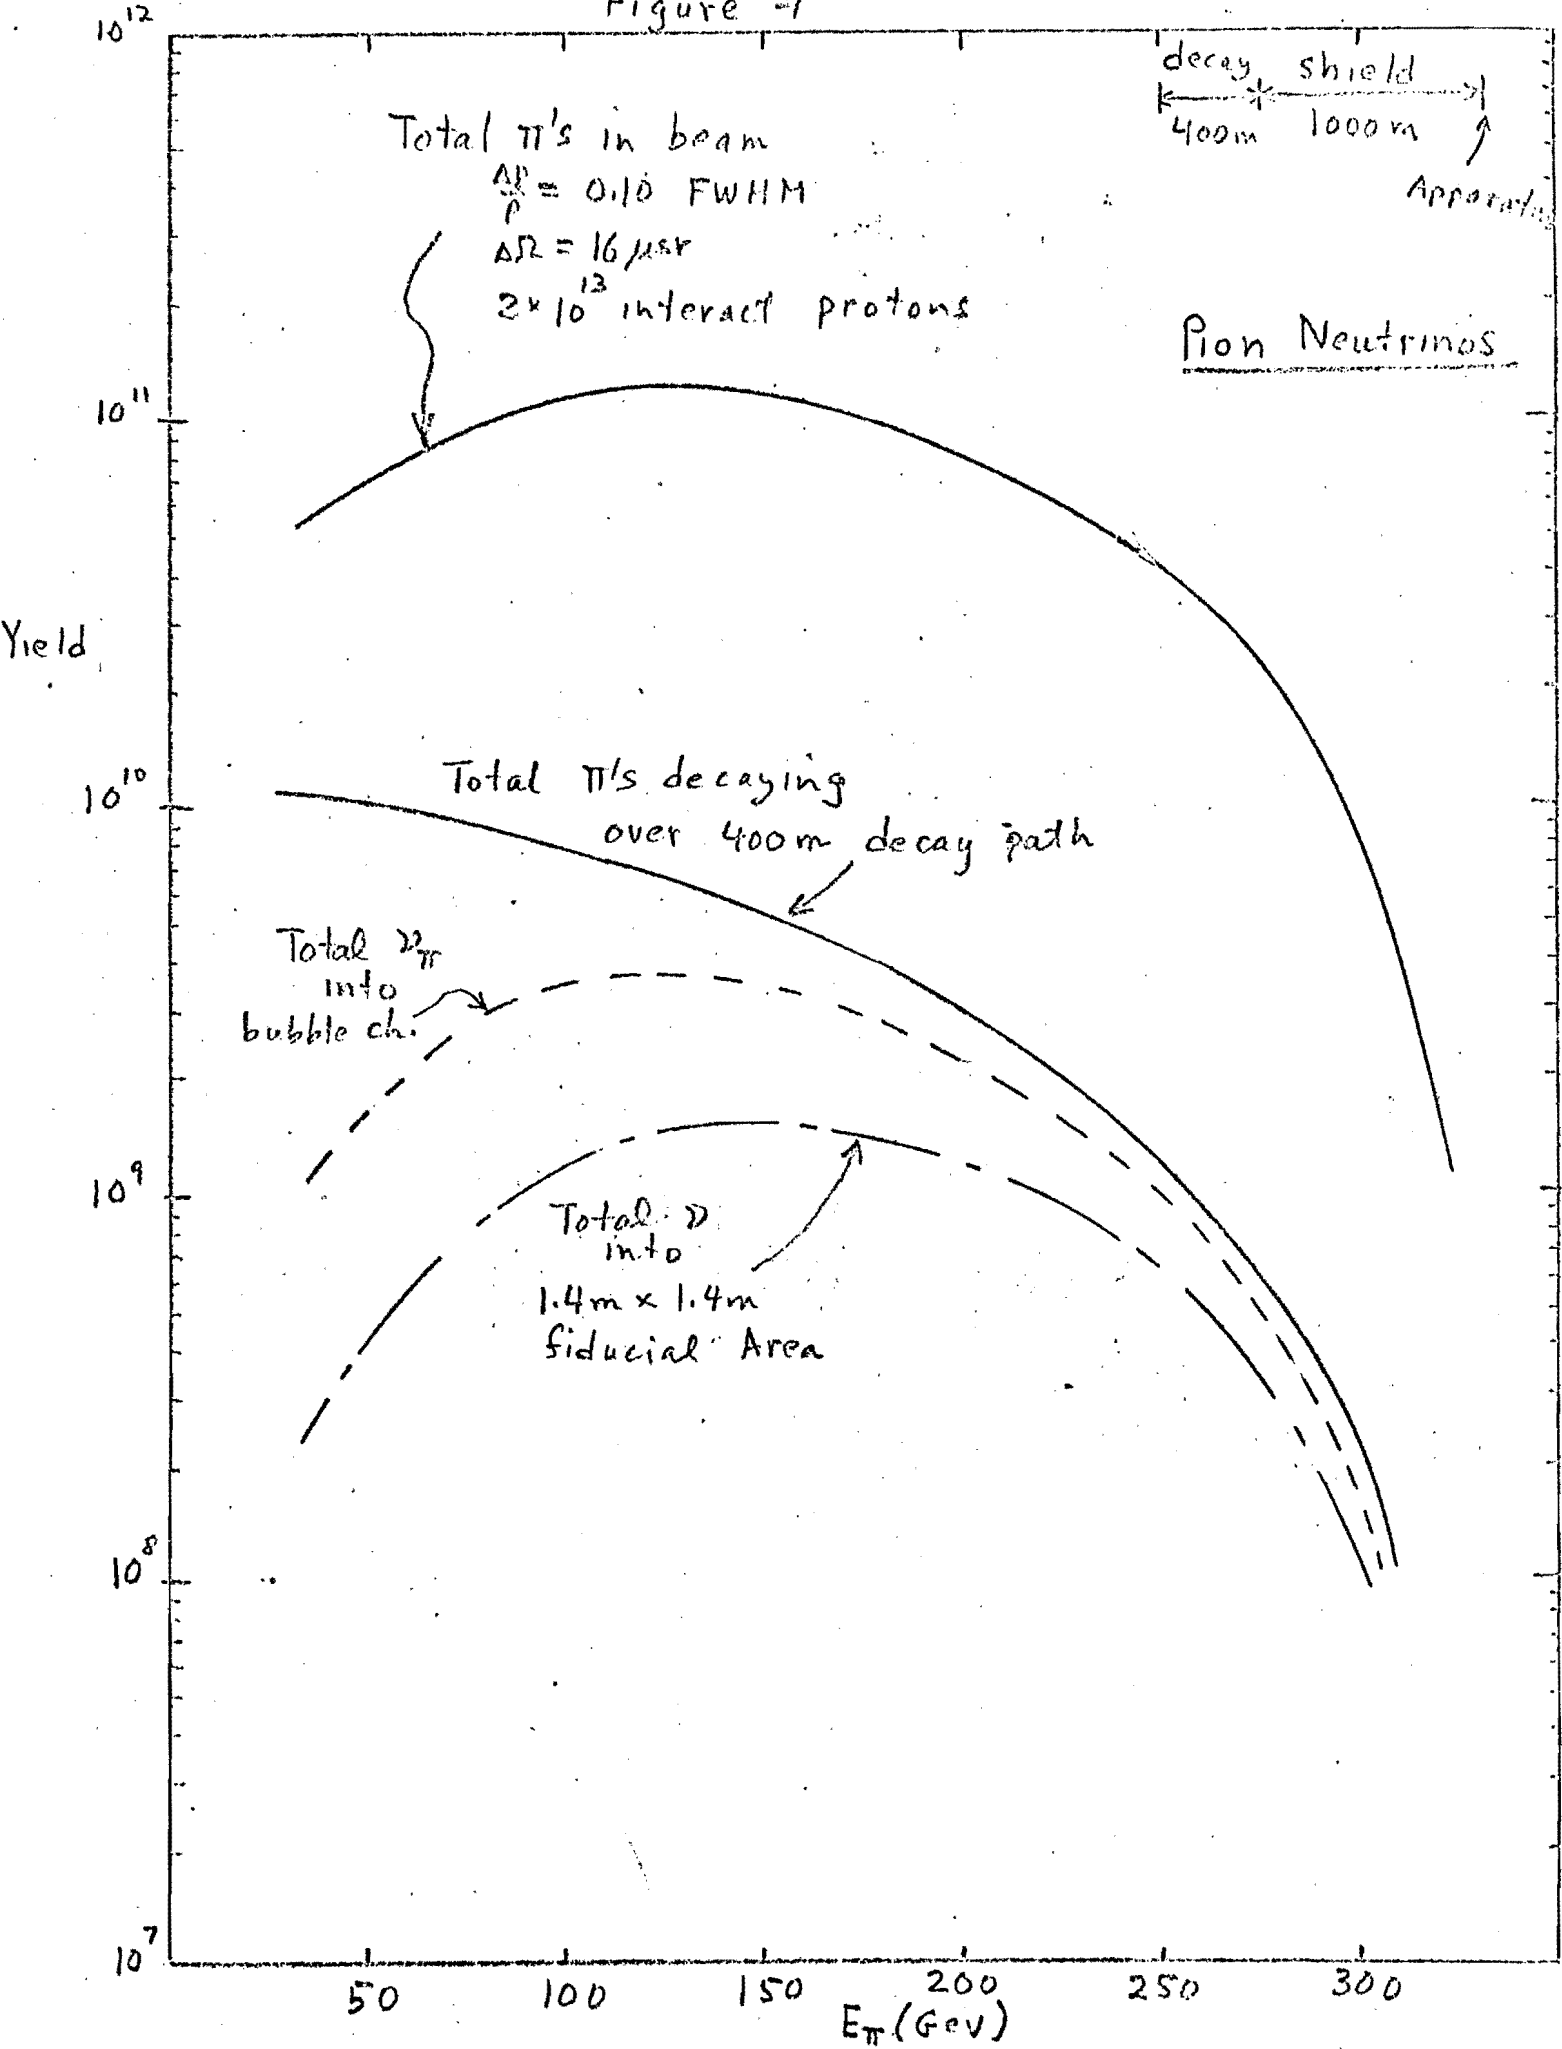 Figure -1
10^12
decay shield
400m 1000m
Total π's in beam
Δp/p = 0.10 FWHM
ΔΩ = 16 μsr
2×10^13 interact protons
Apparatus
Pion Neutrinos
10^11
Yield
10^10
Total π's decaying
over 400m decay path
Total ν_π
into
bubble ch.
10^9
Total ν
into
1.4m × 1.4m
fiducial Area
10^8
10^7
50 100 150 200 250 300
E_π (GeV)